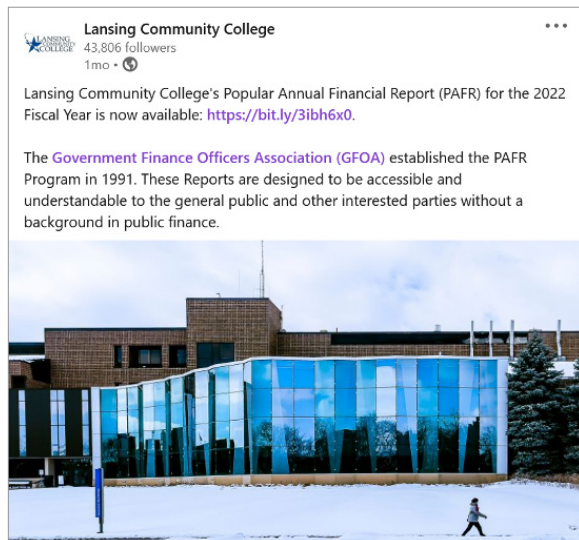 LANSING
COMMUNITY
COLLEGE
Lansing Community College
43,806 followers
1mo •
Lansing Community College's Popular Annual Financial Report (PAFR) for the 2022
Fiscal Year is now available: https://bit.ly/3ibh6x0.
The Government Finance Officers Association (GFOA) established the PAFR
Program in 1991. These Reports are designed to be accessible and
understandable to the general public and other interested parties without a
background in public finance.